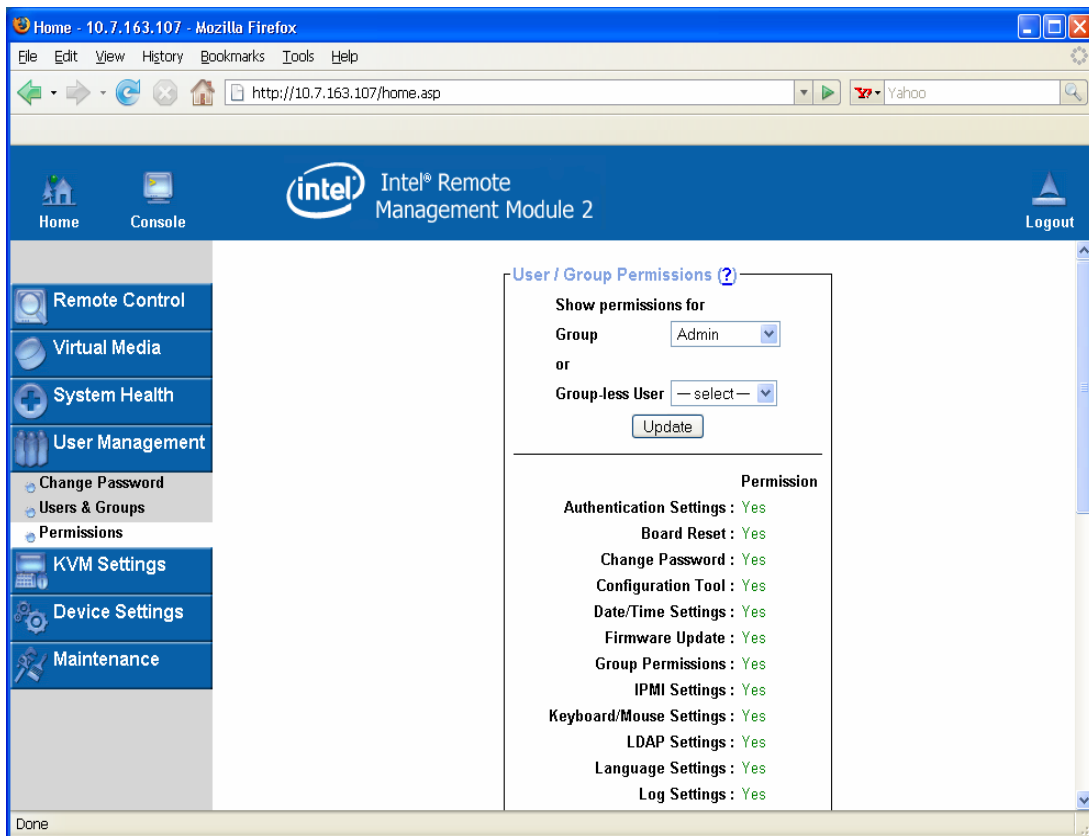 Home - 10.7.163.107 - Mozilla Firefox
File Edit View History Bookmarks Tools Help
http://10.7.163.107/home.asp
Yahoo
Home
Console
intel®
Intel® Remote
Management Module 2
Logout
Remote Control
Virtual Media
System Health
User Management
Change Password
Users & Groups
Permissions
KVM Settings
Device Settings
Maintenance
User / Group Permissions (?)
Show permissions for
Group Admin
or
Group-less User — select —
Update
Permission
Authentication Settings : Yes
Board Reset : Yes
Change Password : Yes
Configuration Tool : Yes
Date/Time Settings : Yes
Firmware Update : Yes
Group Permissions : Yes
IPMI Settings : Yes
Keyboard/Mouse Settings : Yes
LDAP Settings : Yes
Language Settings : Yes
Log Settings : Yes
Done